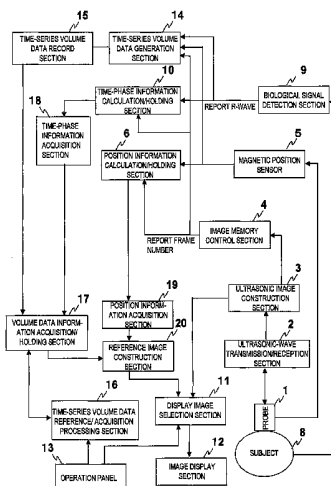 15
14
TIME-SERIES VOLUME
DATA RECORD
SECTION
TIME-SERIES VOLUME
DATA GENERATION
SECTION
10
9
TIME-PHASE INFORMATION
CALCULATION/HOLDING
SECTION
REPORT R-WAVE
BIOLOGICAL SIGNAL
DETECTION SECTION
18
TIME-PHASE
INFORMATION
ACQUISITION
SECTION
6
5
POSITION INFORMATION
CALCULATION/HOLDING
SECTION
MAGNETIC POSITION
SENSOR
4
REPORT FRAME
NUMBER
IMAGE MEMORY
CONTROL SECTION
3
19
17
POSITION INFORM-
ATION ACQUISITION
SECTION
ULTRASONIC IMAGE
CONSTRUCTION
SECTION
20
2
VOLUME DATA INFORM-
ATION ACQUISITION/
HOLDING SECTION
REFERENCE IMAGE
CONSTRUCTION
SECTION
ULTRASONIC-WAVE
TRANSMISSION/RECEPTION
SECTION
16
11
1
TIME-SERIES VOLUME DATA
REFERENCE/ ACQUISITION
PROCESSING SECTION
DISPLAY IMAGE
SELECTION SECTION
PROBE
13
12
8
OPERATION PANEL
IMAGE DISPLAY
SECTION
SUBJECT